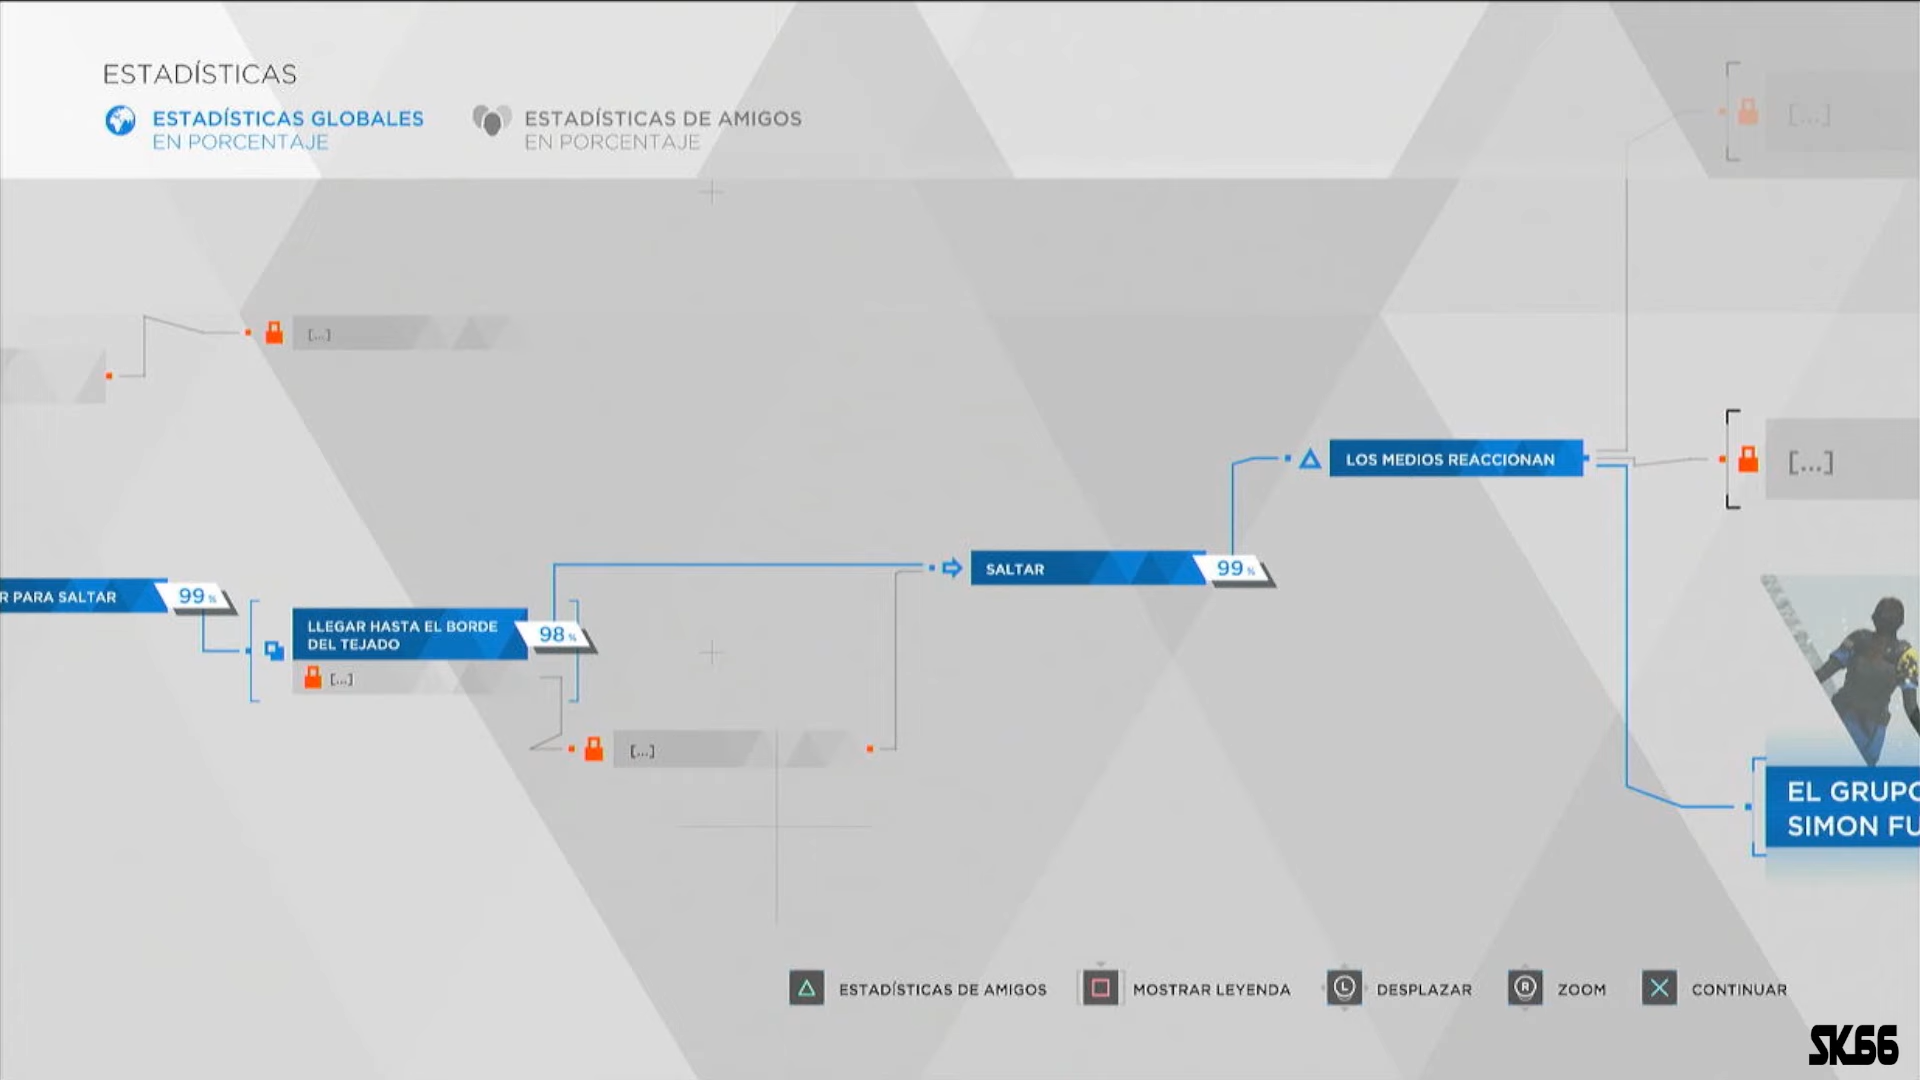 ESTADÍSTICAS
ESTADÍSTICAS GLOBALES
EN PORCENTAJE
ESTADÍSTICAS DE AMIGOS
EN PORCENTAJE
[...]
[...]
LOS MEDIOS REACCIONAN
[...]
R PARA SALTAR
99%
SALTAR
99%
LLEGAR HASTA EL BORDE
DEL TEJADO
98%
[...]
[...]
EL GRUPO
SIMON FU
ESTADÍSTICAS DE AMIGOS
MOSTRAR LEYENDA
L
DESPLAZAR
R
ZOOM
CONTINUAR
SK66